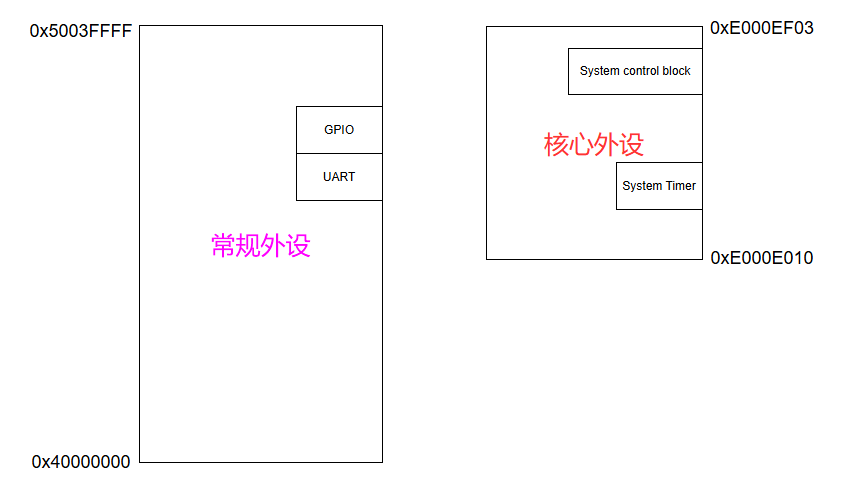 0x5003FFFF
GPIO
UART
常规外设
0x40000000
0xE000EF03
System control block
核心外设
System Timer
0xE000E010